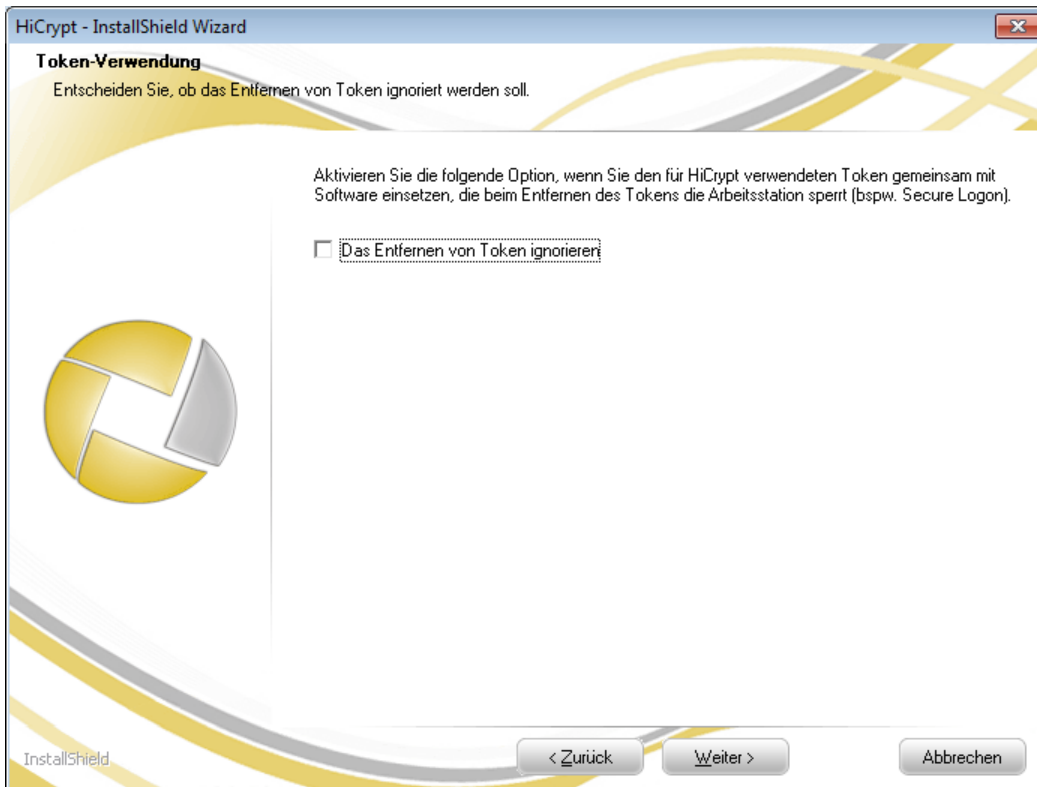 HiCrypt - InstallShield Wizard
Token-Verwendung
Entscheiden Sie, ob das Entfernen von Token ignoriert werden soll.
Aktivieren Sie die folgende Option, wenn Sie den für HiCrypt verwendeten Token gemeinsam mit
Software einsetzen, die beim Entfernen des Tokens die Arbeitsstation sperrt (bspw. Secure Logon).
Das Entfernen von Token ignorieren
InstallShield
< Zurück
Weiter >
Abbrechen